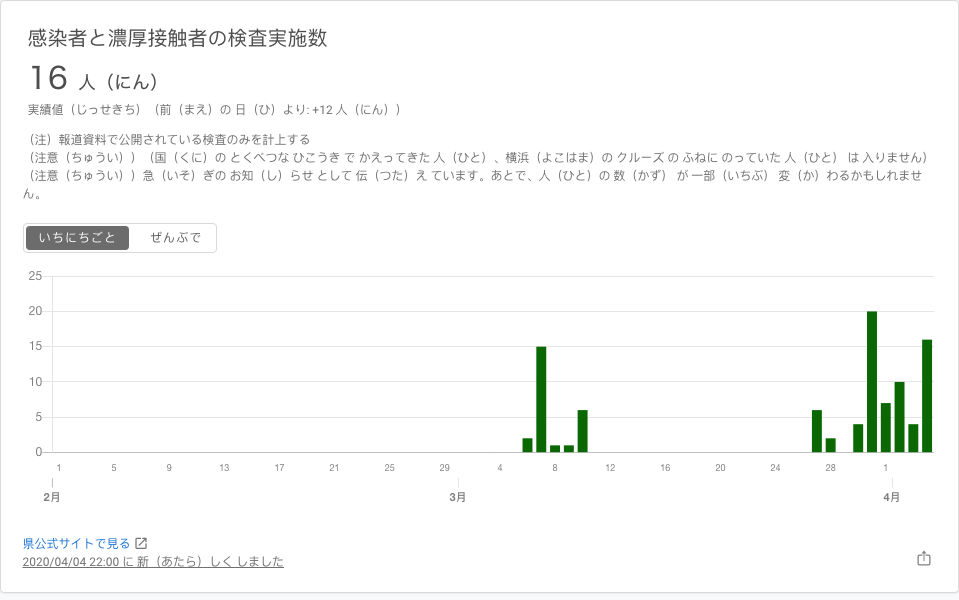 感染者と濃厚接触者の検査実施数
16 人（にん）
実績値（じっせきち）（前（まえ）の 日（ひ）より: +12 人（にん））
（注）報道資料で公開されている検査のみを計上する
（注意（ちゅうい））（国（くに）の とくべつな ひこうき で かえってきた 人（ひと）、横浜（よこはま）の クルーズ の ふねに のっていた 人（ひと） は 入りません）
（注意（ちゅうい））急（いそ）ぎの お知（し）らせ として 伝（つた）え ています。あとで、人（ひと）の 数（かず） が 一部（いちぶ） 変（か）わるかもしれませ
ん。
いちにちごと ぜんぶで
25
20
15
10
5
0
1 5 9 13 17 21 25 29 4 8 12 16 20 24 28 1
2月 3月 4月
県公式サイトで見る
2020/04/04 22:00 に 新（あたら）しく しました